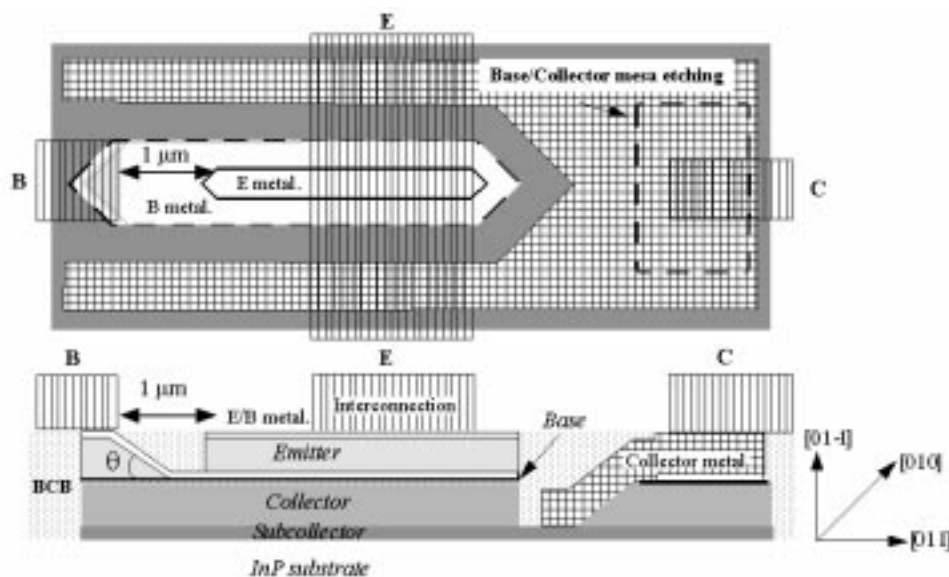 E
Base/Collector mesa etching
1 µm
B
E metal.
B metal.
C
B
E
C
1 µm
E/B metal.
Interconnection
Base
Emitter
θ
Collector metal.
[01-1]
[010]
BCB
Collector
[011]
Subcollector
InP substrate